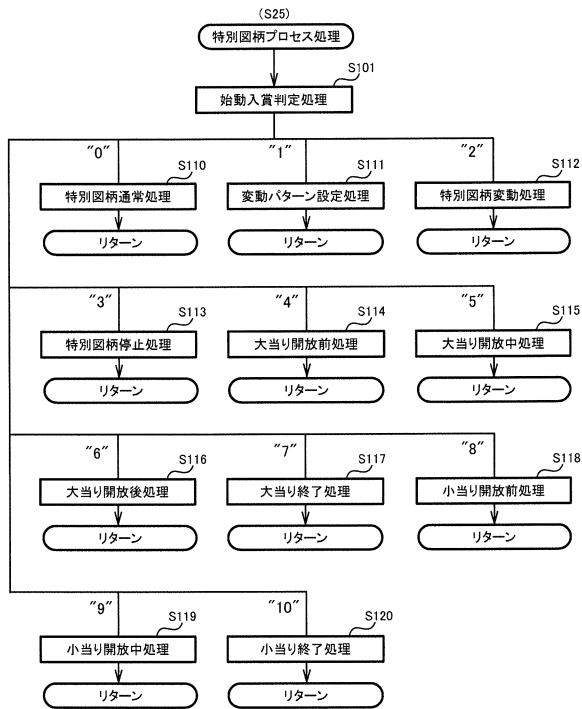 (S25)
特別図柄プロセス処理
S101
始動入賞判定処理
"0"
"1"
"2"
S110
S111
S112
特別図柄通常処理
変動パターン設定処理
特別図柄変動処理
リターン
リターン
リターン
"3"
"4"
"5"
S113
S114
S115
特別図柄停止処理
大当り開放前処理
大当り開放中処理
リターン
リターン
リターン
"6"
"7"
"8"
S116
S117
S118
大当り開放後処理
大当り終了処理
小当り開放前処理
リターン
リターン
リターン
"9"
"10"
S119
S120
小当り開放中処理
小当り終了処理
リターン
リターン